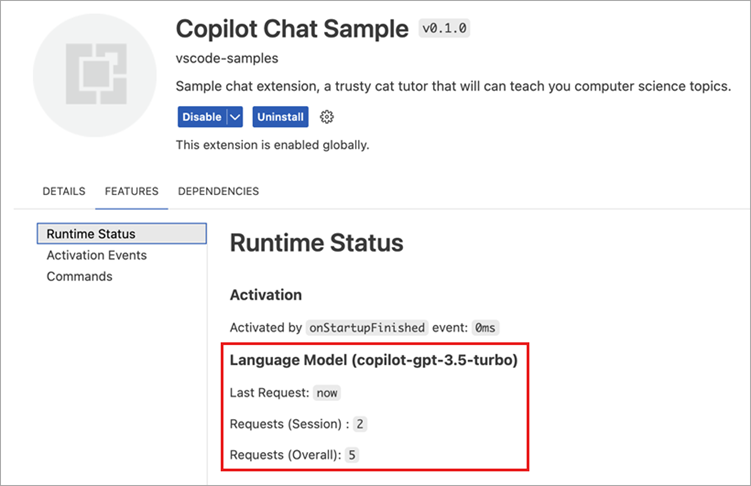 Copilot Chat Sample v0.1.0
vscode-samples
Sample chat extension, a trusty cat tutor that will can teach you computer science topics.
Disable Uninstall
This extension is enabled globally.
DETAILS FEATURES DEPENDENCIES
Runtime Status
Activation Events
Commands
Runtime Status
Activation
Activated by onStartupFinished event: 0ms
Language Model (copilot-gpt-3.5-turbo)
Last Request: now
Requests (Session) : 2
Requests (Overall): 5